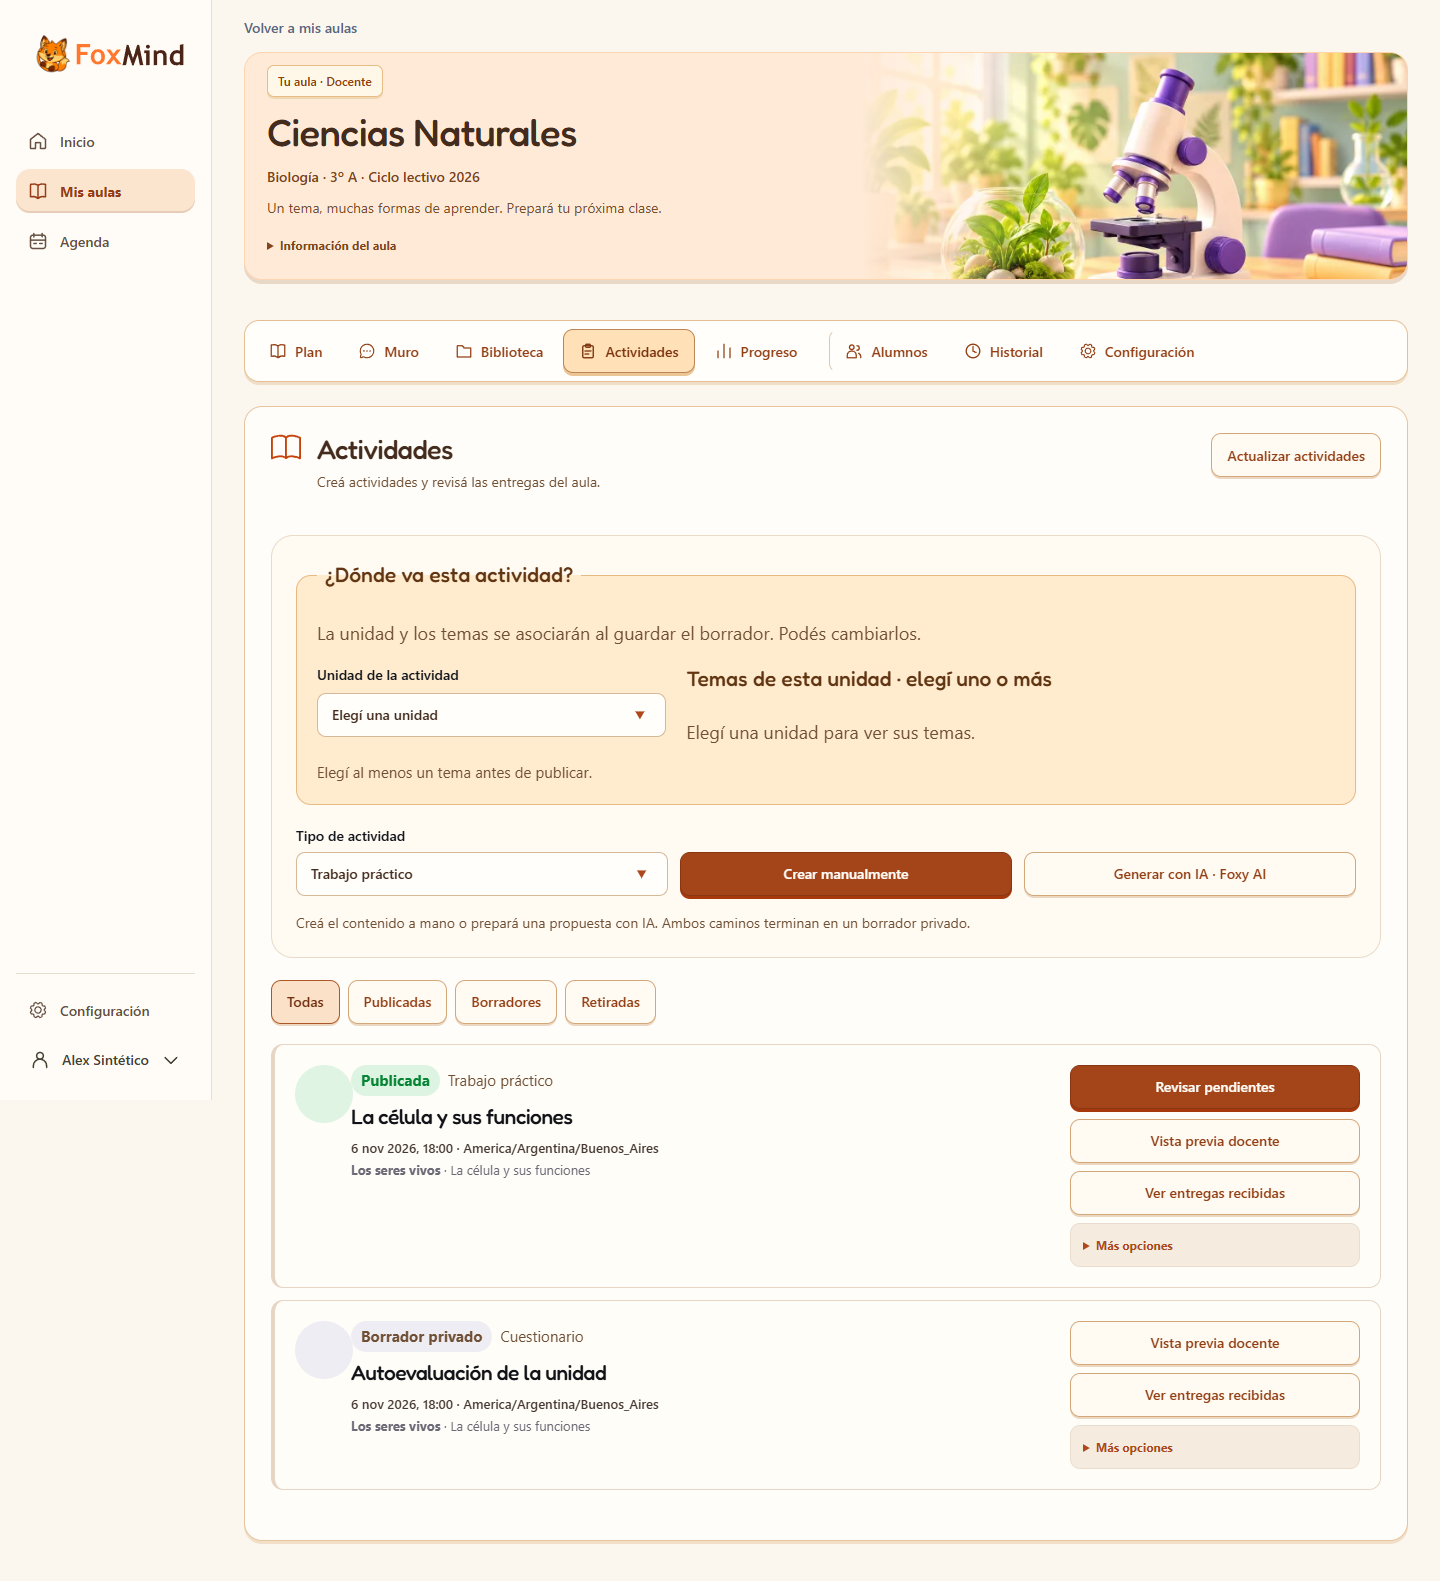 FoxMind
Inicio
Mis aulas
Agenda
Configuración
Alex Sintético
Volver a mis aulas
Tu aula · Docente
Ciencias Naturales
Biología · 3º A · Ciclo lectivo 2026
Un tema, muchas formas de aprender. Prepará tu próxima clase.
Información del aula
Plan
Muro
Biblioteca
Actividades
Progreso
Alumnos
Historial
Configuración
Actividades
Creá actividades y revisá las entregas del aula.
Actualizar actividades
¿Dónde va esta actividad?
La unidad y los temas se asociarán al guardar el borrador. Podés cambiarlos.
Unidad de la actividad
Elegí una unidad
Temas de esta unidad · elegí uno o más
Elegí una unidad para ver sus temas.
Elegí al menos un tema antes de publicar.
Tipo de actividad
Trabajo práctico
Crear manualmente
Generar con IA · Foxy AI
Creá el contenido a mano o prepará una propuesta con IA. Ambos caminos terminan en un borrador privado.
Todas
Publicadas
Borradores
Retiradas
Publicada Trabajo práctico
La célula y sus funciones
6 nov 2026, 18:00 · America/Argentina/Buenos_Aires
Los seres vivos · La célula y sus funciones
Revisar pendientes
Vista previa docente
Ver entregas recibidas
Más opciones
Borrador privado Cuestionario
Autoevaluación de la unidad
6 nov 2026, 18:00 · America/Argentina/Buenos_Aires
Los seres vivos · La célula y sus funciones
Vista previa docente
Ver entregas recibidas
Más opciones